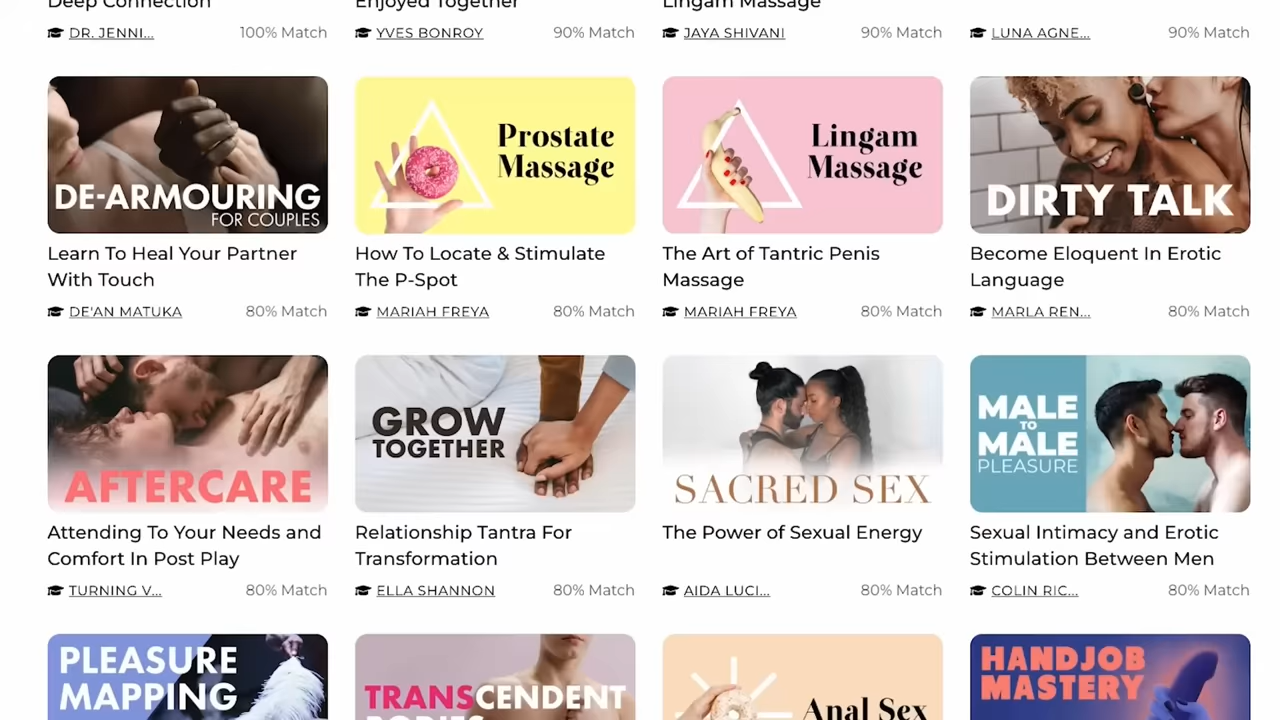 Deep Connection
Enjoyed Together
Lingam Massage
DR. JENNI... 100% Match
YVES BONROY 90% Match
JAYA SHIVANI 90% Match
LUNA AGNE... 90% Match
DE-ARMOURING
FOR COUPLES
Learn To Heal Your Partner
With Touch
DE'AN MATUKA 80% Match
Prostate
Massage
How To Locate & Stimulate
The P-Spot
MARIAH FREYA 80% Match
Lingam
Massage
The Art of Tantric Penis
Massage
MARIAH FREYA 80% Match
DIRTY TALK
Become Eloquent In Erotic
Language
MARLA REN... 80% Match
AFTERCARE
Attending To Your Needs and
Comfort In Post Play
TURNING V... 80% Match
GROW
TOGETHER
Relationship Tantra For
Transformation
ELLA SHANNON 80% Match
SACRED SEX
The Power of Sexual Energy
AIDA LUCI... 80% Match
MALE
TO
MALE
PLEASURE
Sexual Intimacy and Erotic
Stimulation Between Men
COLIN RIC... 80% Match
PLEASURE
MAPPING
TRANSCENDENT
BODIES
Anal Sex
HANDJOB
MASTERY